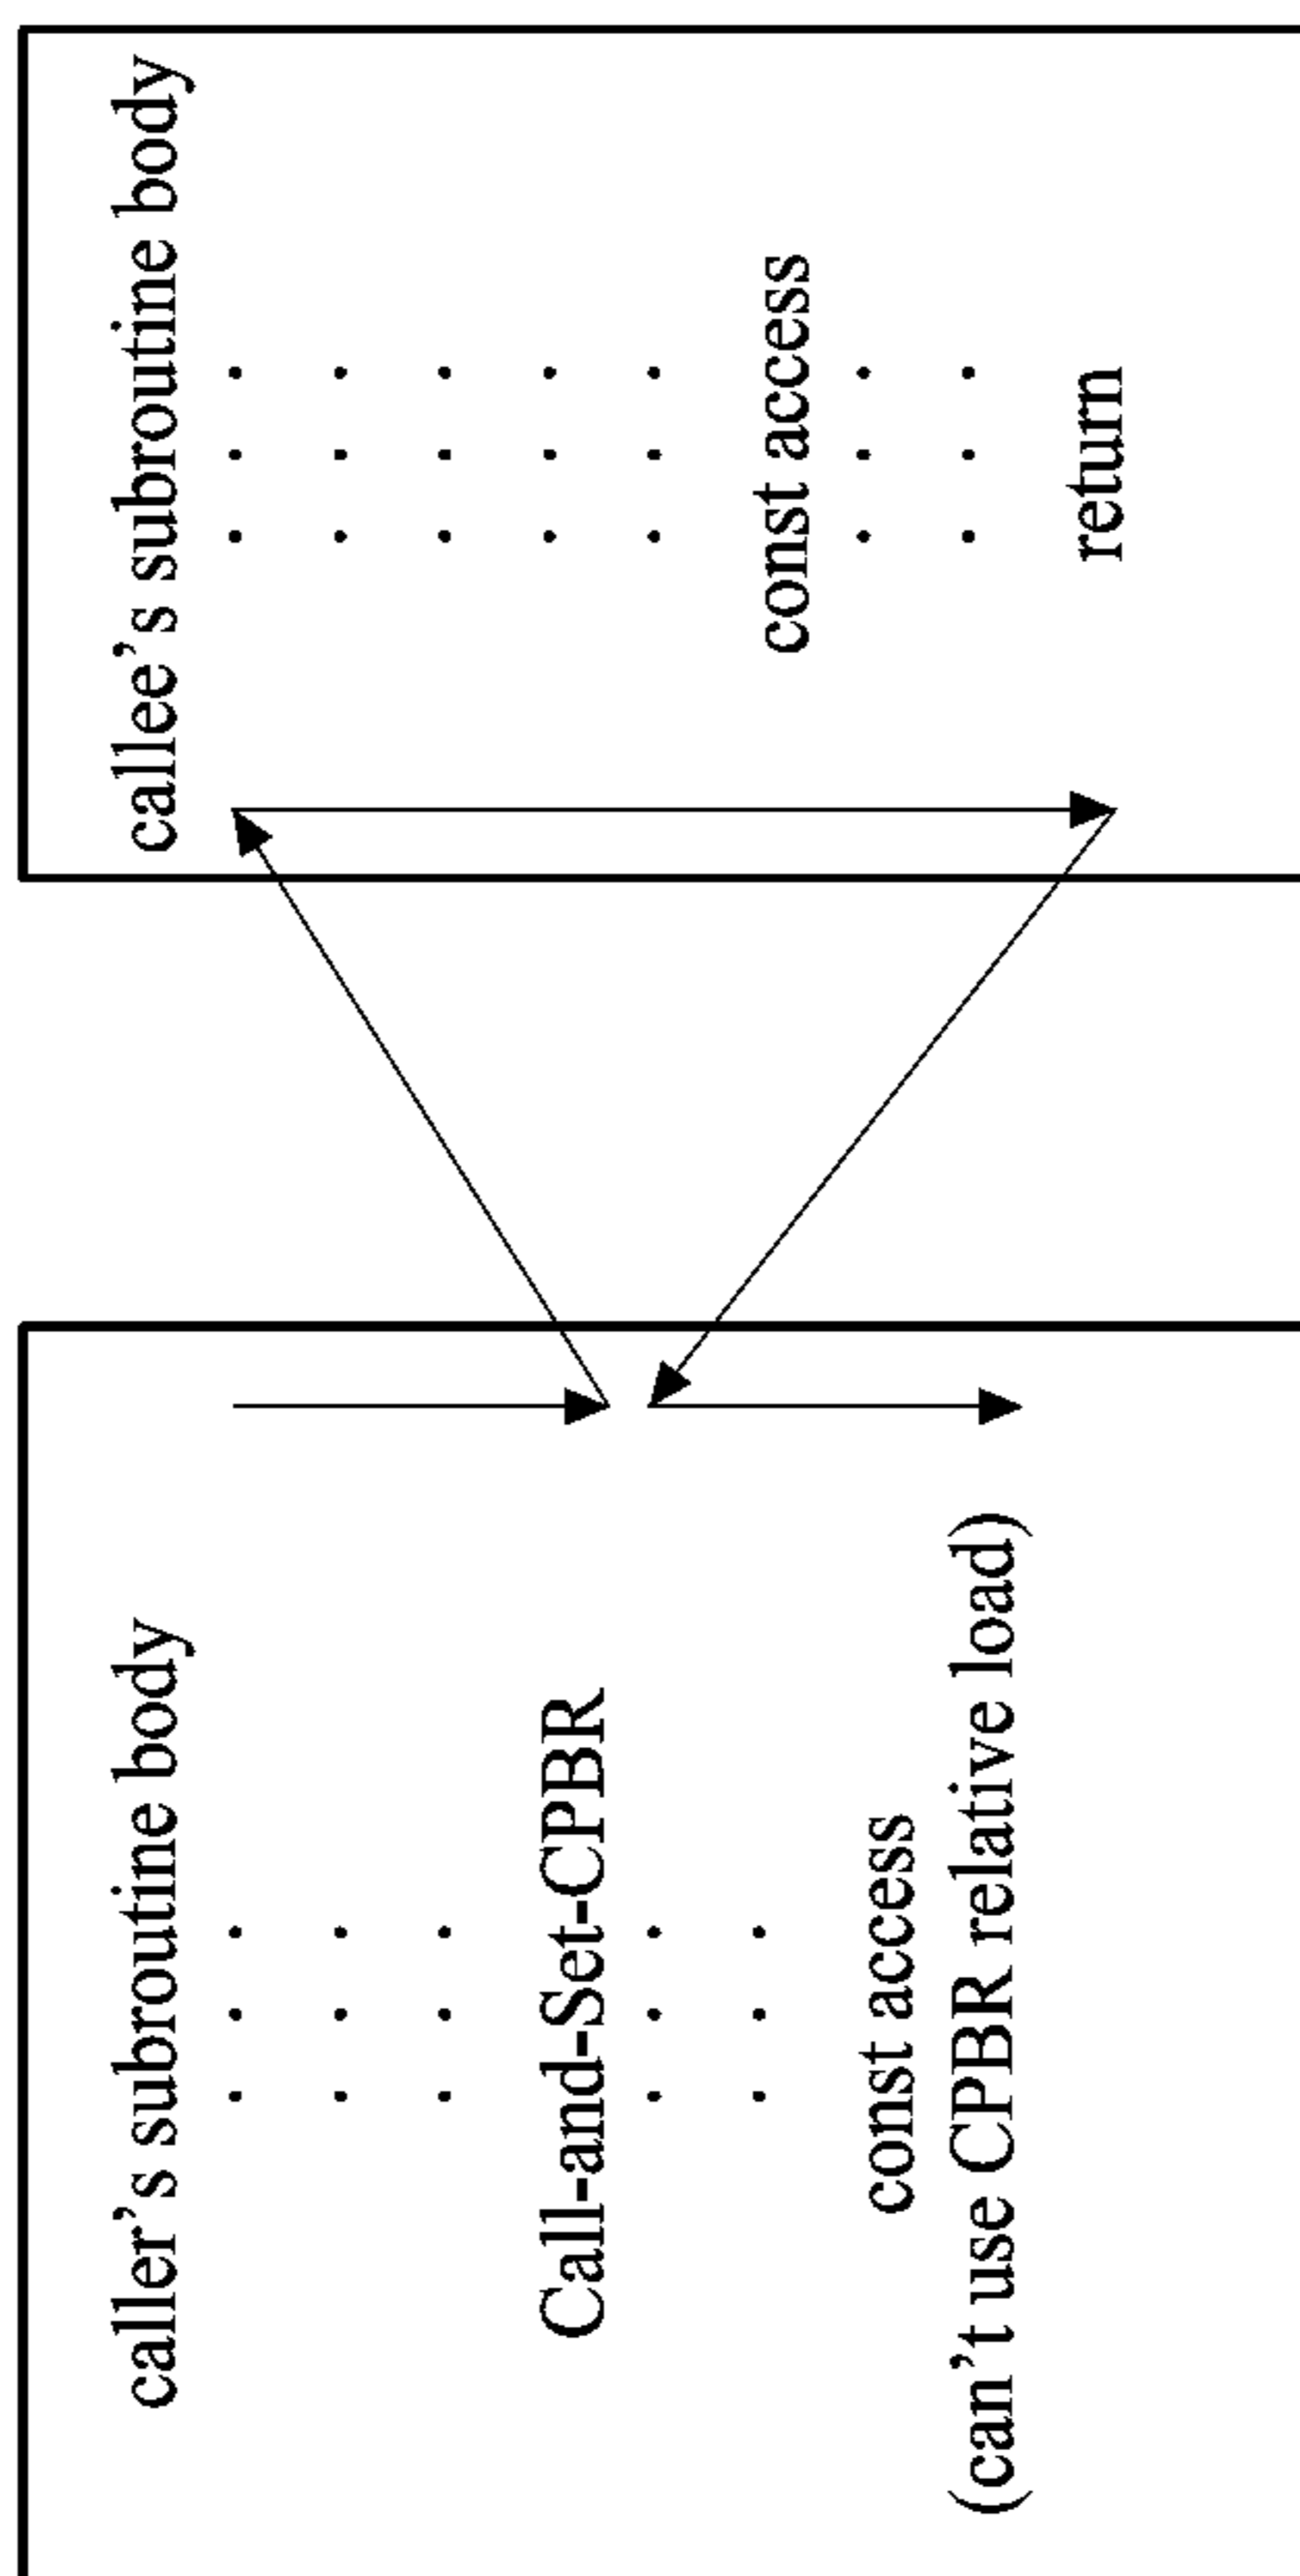 caller's subroutine body
. . .
. . .
. . .
Call-and-Set-CPBR
. . .
. . .
const access
(can't use CPBR relative load)
callee's subroutine body
. . .
. . .
. . .
. . .
. . .
const access
. . .
. . .
return